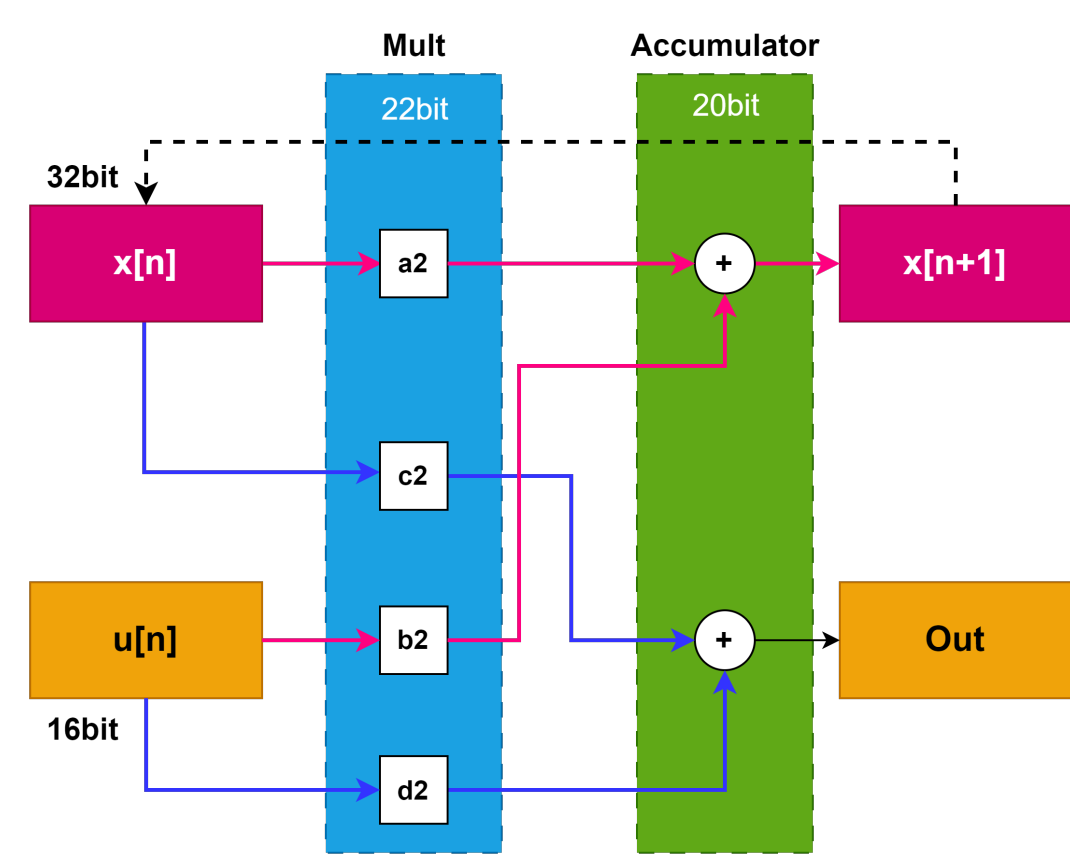 Mult
Accumulator
22bit
20bit
32bit
x[n]
a2
+
x[n+1]
c2
u[n]
b2
+
Out
16bit
d2